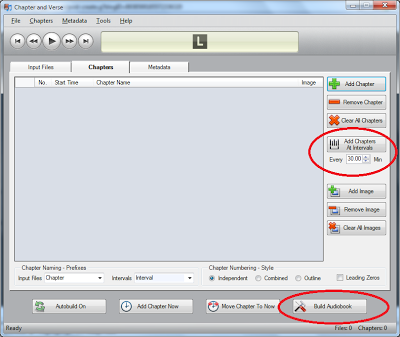 Chapter and Verse
File Chapters Metadata Tools Help
L
Input Files Chapters Metadata
No. Start Time Chapter Name Image
Add Chapter
Remove Chapter
Clear All Chapters
Add Chapters
At Intervals
Every 30.00 Min
Add Image
Remove Image
Clear All Images
Chapter Naming - Prefixes
Input Files Chapter Intervals Interval
Chapter Numbering - Style
Independent Combined Outline Leading Zeros
Autobuild On Add Chapter Now Move Chapter To Now Build Audiobook
Ready Files: 0 Chapters: 0